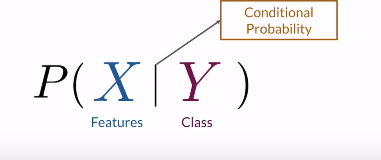 Conditional
Probability
P(X|Y)
Features
Class